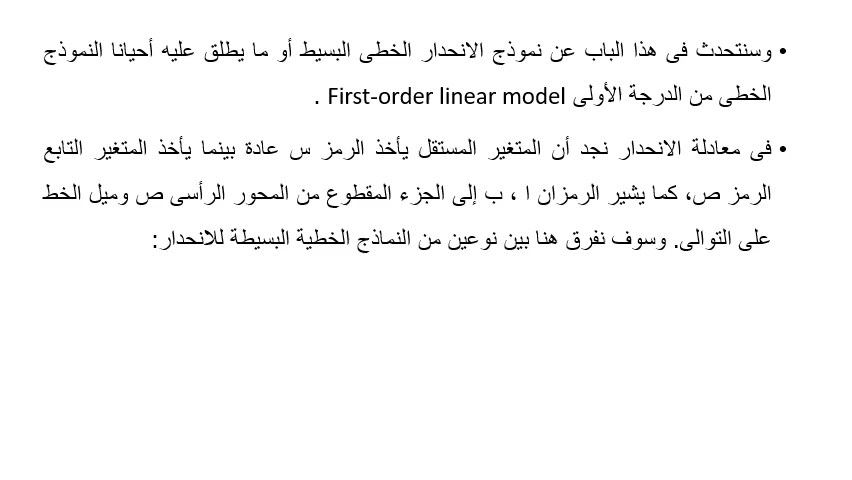 • وسنتحدث فى هذا الباب عن نموذج الانحدار الخطى البسيط أو ما يطلق عليه أحيانا النموذج
الخطى من الدرجة الأولى First-order linear model .
• فى معادلة الانحدار نجد أن المتغير المستقل يأخذ الرمز س عادة بينما يأخذ المتغير التابع
الرمز ص، كما يشير الرمزان ا ، ب إلى الجزء المقطوع من المحور الرأسى ص وميل الخط
على التوالى. وسوف نفرق هنا بين نوعين من النماذج الخطية البسيطة للانحدار: